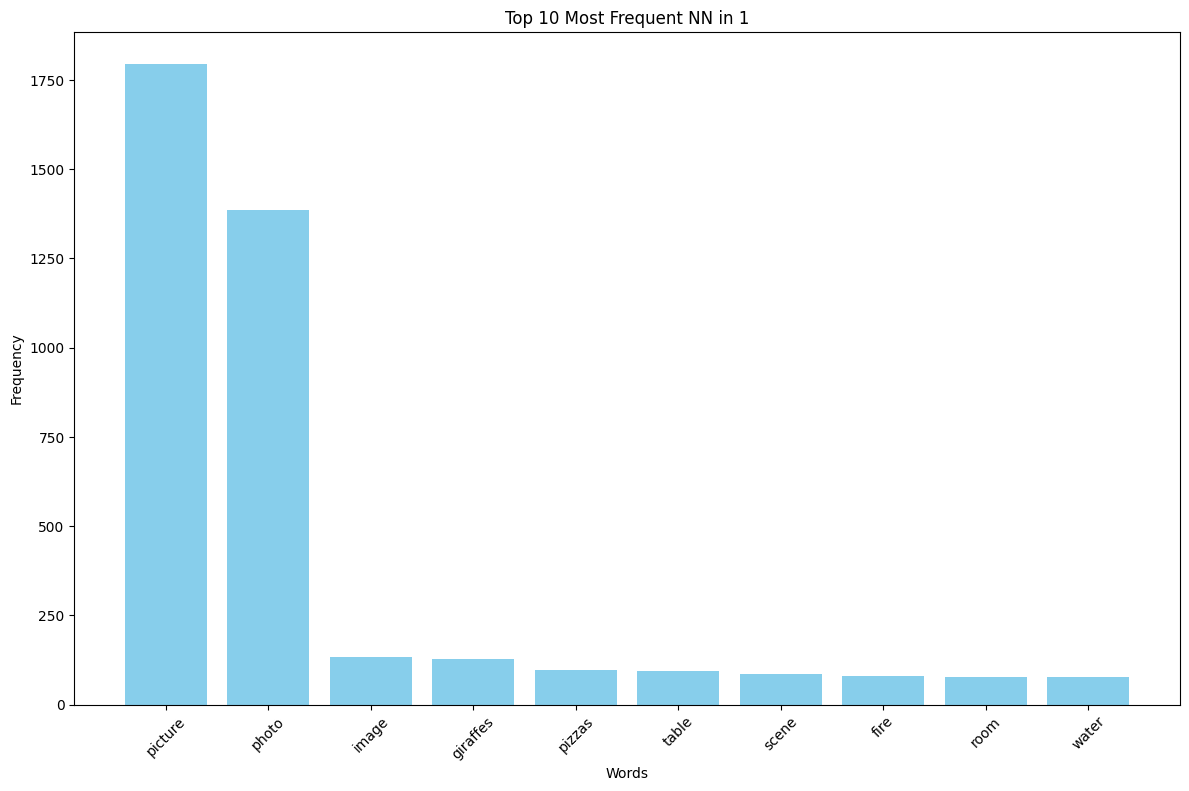 Top 10 Most Frequent NN in 1
Frequency
1750
1500
1250
1000
750
500
250
0
picture photo image giraffes pizzas table scene fire room water
Words